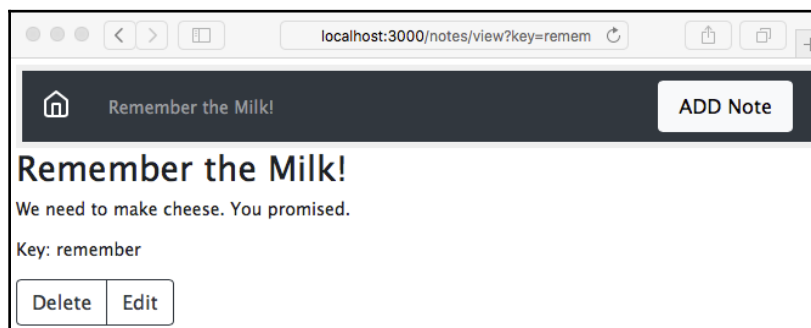 localhost:3000/notes/view?key=remem
Remember the Milk!
ADD Note
Remember the Milk!
We need to make cheese. You promised.
Key: remember
Delete Edit